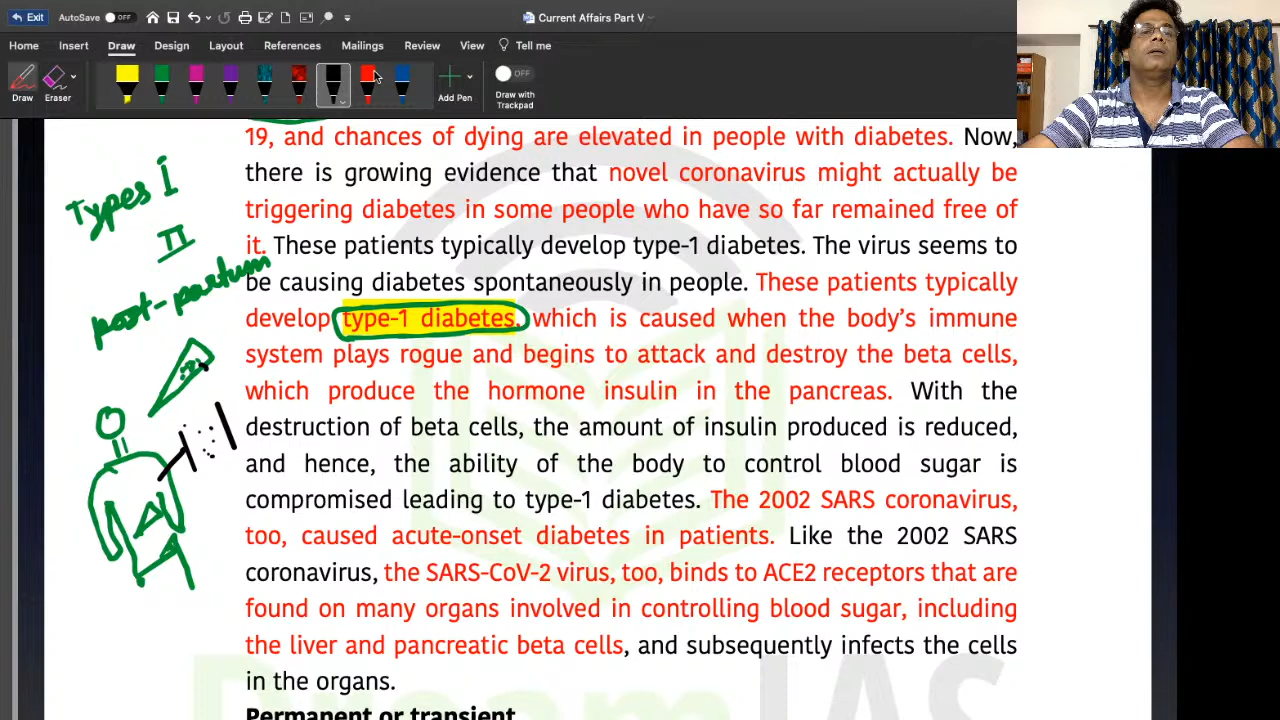 Exit
AutoSave OFF
Current Affairs Part V
Home Insert Draw Design Layout References Mailings Review View Tell me
Draw Eraser Add Pen OFF Draw with Trackpad
19, and chances of dying are elevated in people with diabetes. Now,
there is growing evidence that novel coronavirus might actually be
triggering diabetes in some people who have so far remained free of
it. These patients typically develop type-1 diabetes. The virus seems to
be causing diabetes spontaneously in people. These patients typically
develop type-1 diabetes, which is caused when the body's immune
system plays rogue and begins to attack and destroy the beta cells,
which produce the hormone insulin in the pancreas. With the
destruction of beta cells, the amount of insulin produced is reduced,
and hence, the ability of the body to control blood sugar is
compromised leading to type-1 diabetes. The 2002 SARS coronavirus,
too, caused acute-onset diabetes in patients. Like the 2002 SARS
coronavirus, the SARS-CoV-2 virus, too, binds to ACE2 receptors that are
found on many organs involved in controlling blood sugar, including
the liver and pancreatic beta cells, and subsequently infects the cells
in the organs.
Permanent or transient
Types I
II
post-partum
Dream IAS